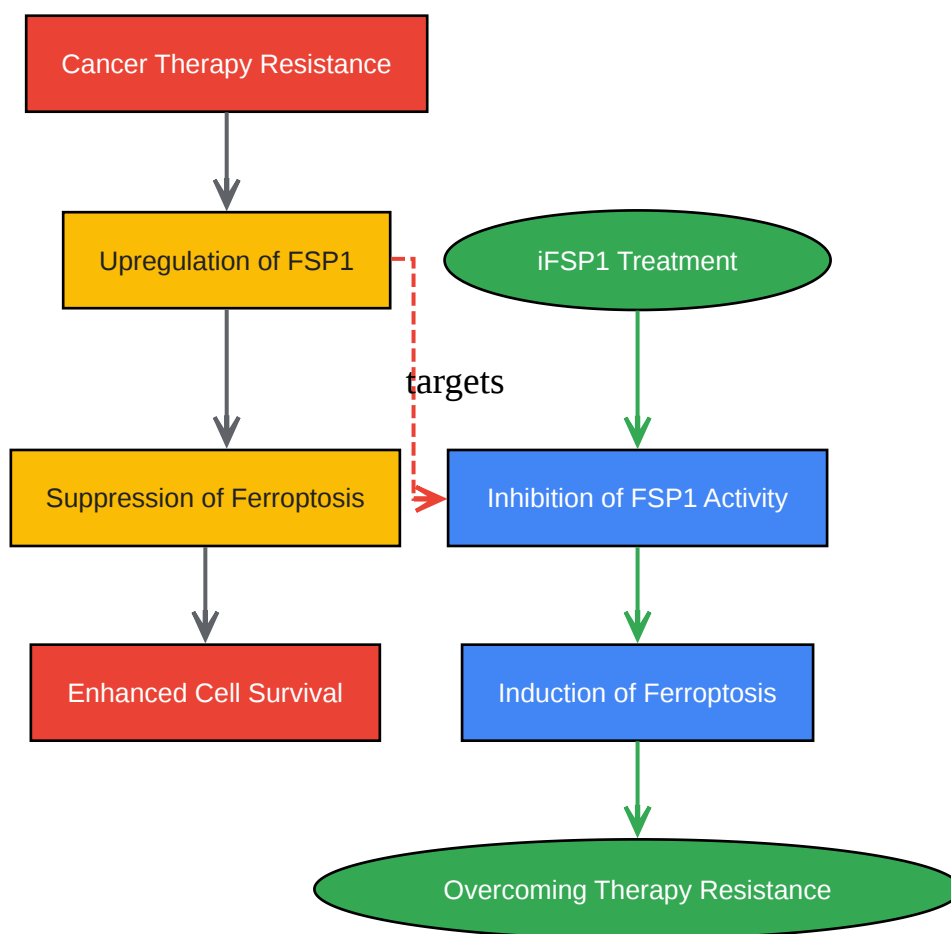 Cancer Therapy Resistance
Upregulation of FSP1
iFSP1 Treatment
targets
Suppression of Ferroptosis
Inhibition of FSP1 Activity
Enhanced Cell Survival
Induction of Ferroptosis
Overcoming Therapy Resistance